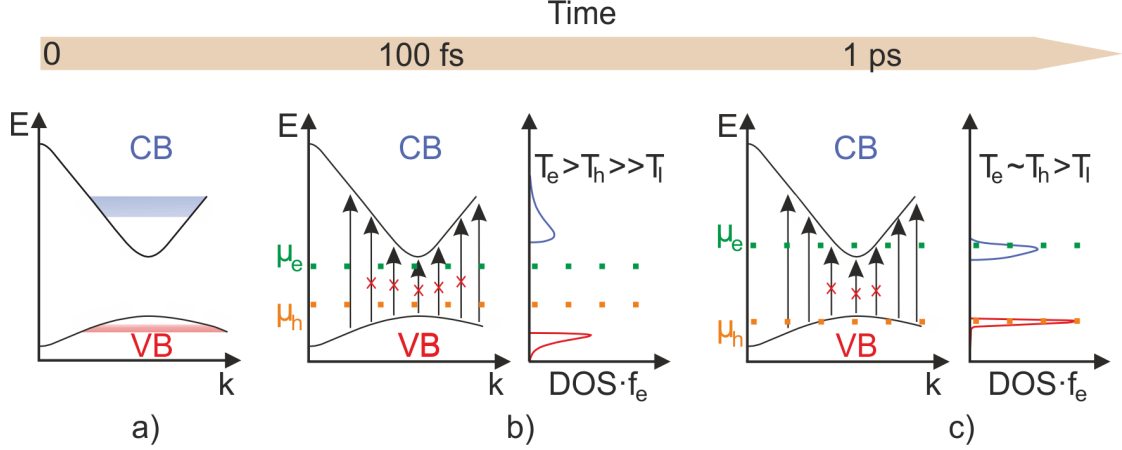 Time
0 100 fs 1 ps
E CB VB k
a)
E CB μe μh VB k
Te>Th>>Tl
DOS·fe
b)
E CB μe μh VB k
Te~Th>Tl
DOS·fe
c)